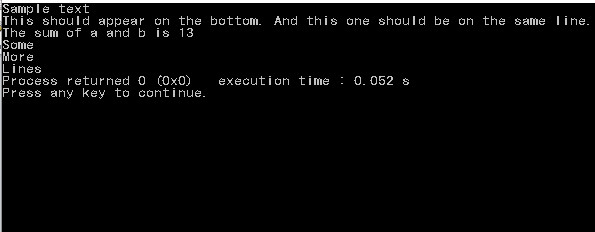 Sample text
This should appear on the bottom. And this one should be on the same line.
The sum of a and b is 13
Some
More
Lines
Process returned 0 (0x0)   execution time : 0.052 s
Press any key to continue.